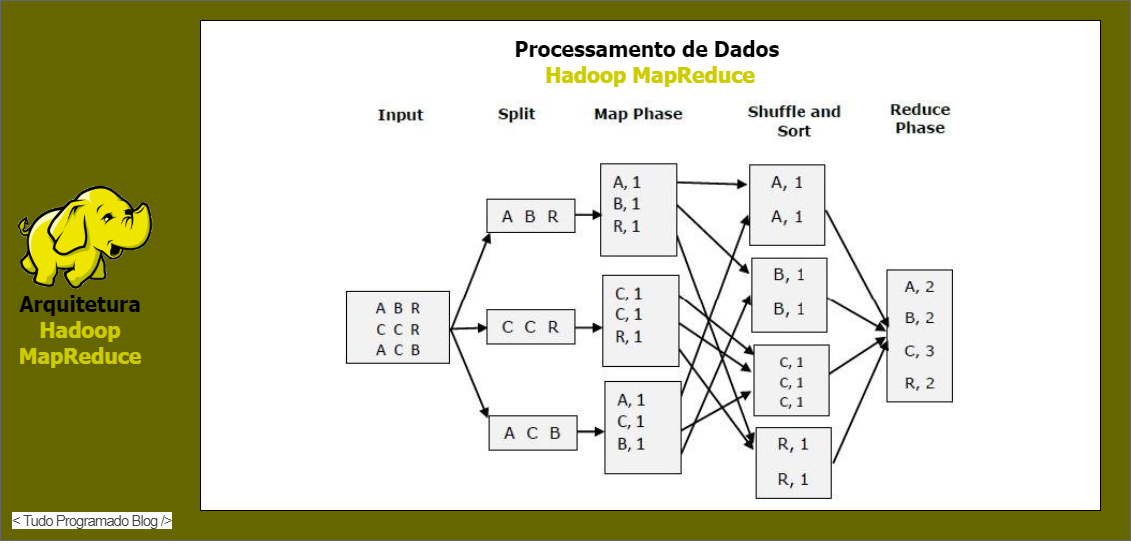 Processamento de Dados
Hadoop MapReduce
Input
Split
Map Phase
Shuffle and
Sort
Reduce
Phase
A B R
C C R
A C B
A B R
C C R
A C B
A, 1
B, 1
R, 1
C, 1
C, 1
R, 1
A, 1
C, 1
B, 1
A, 1
A, 1
B, 1
B, 1
C, 1
C, 1
C, 1
R, 1
R, 1
A, 2
B, 2
C, 3
R, 2
Arquitetura
Hadoop
MapReduce
< Tudo Programado Blog />